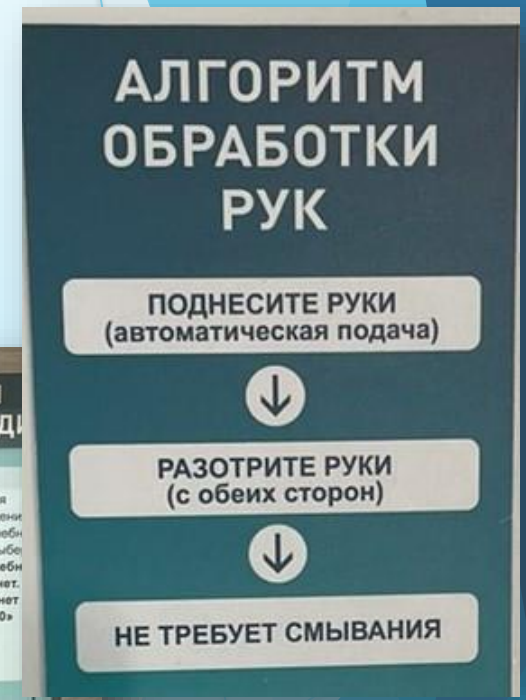 АЛГОРИТМ
ОБРАБОТКИ
РУК
ПОДНЕСИТЕ РУКИ
(автоматическая подача)
РАЗОТРИТЕ РУКИ
(с обеих сторон)
НЕ ТРЕБУЕТ СМЫВАНИЯ